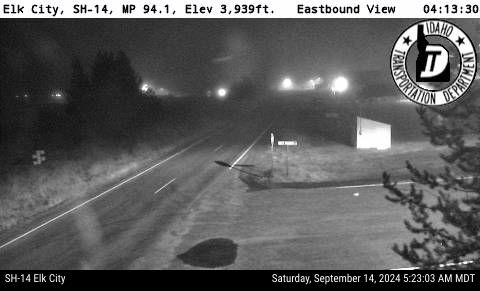 Elk City, SH-14, MP 94.1, Elev 3,939ft. Eastbound View 04:13:30
IDAHO
TRANSPORTATION DEPARTMENT
SH-14 Elk City Saturday, September 14, 2024 5:23:03 AM MDT